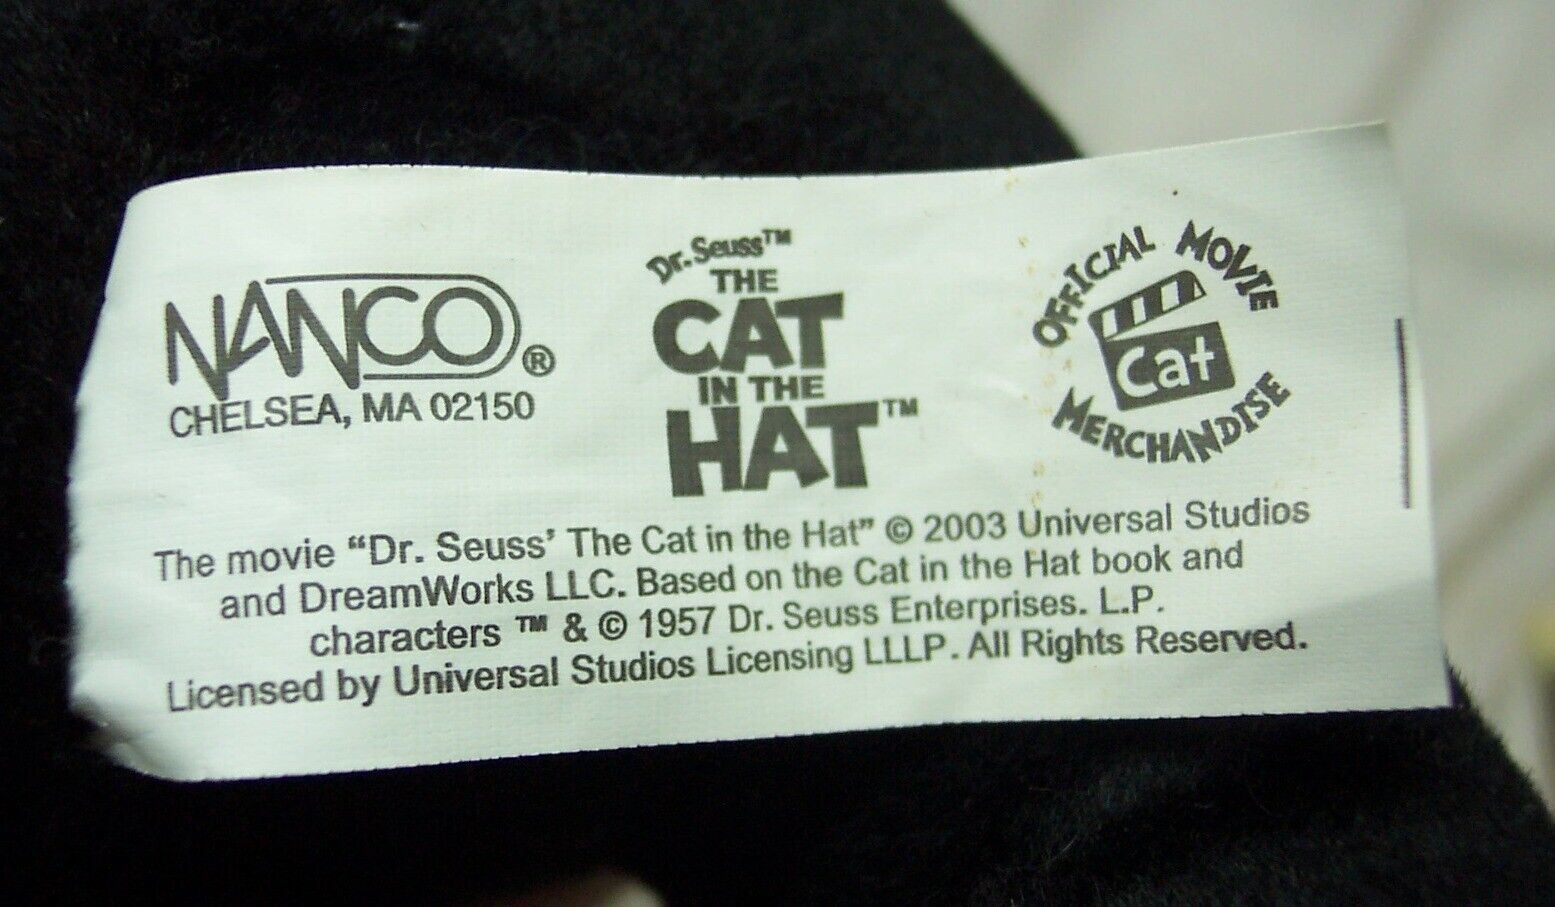 NANCO®
CHELSEA, MA 02150
Dr. Seuss™
THE
CAT
IN THE
HAT™
OFFICIAL MOVIE
Cat
MERCHANDISE
The movie “Dr. Seuss’ The Cat in the Hat” © 2003 Universal Studios
and DreamWorks LLC. Based on the Cat in the Hat book and
characters ™ & © 1957 Dr. Seuss Enterprises. L.P.
Licensed by Universal Studios Licensing LLLP. All Rights Reserved.